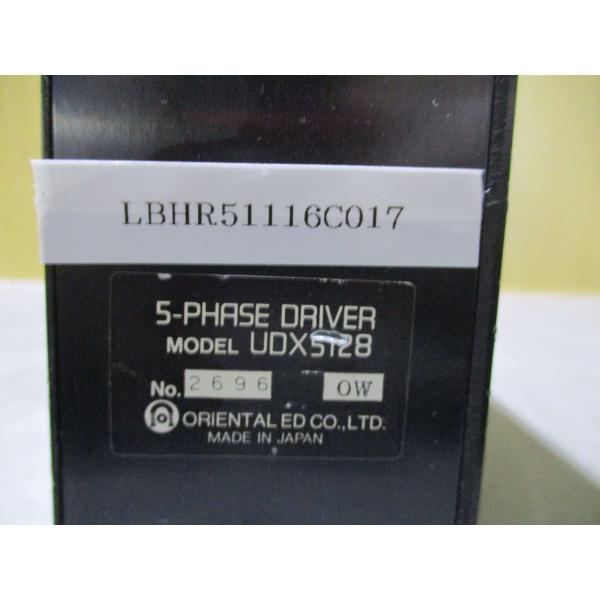 LBHR51116C017
5-PHASE DRIVER
MODEL UDX5128
No. 2696 OW
ORIENTAL ED CO.,LTD.
MADE IN JAPAN